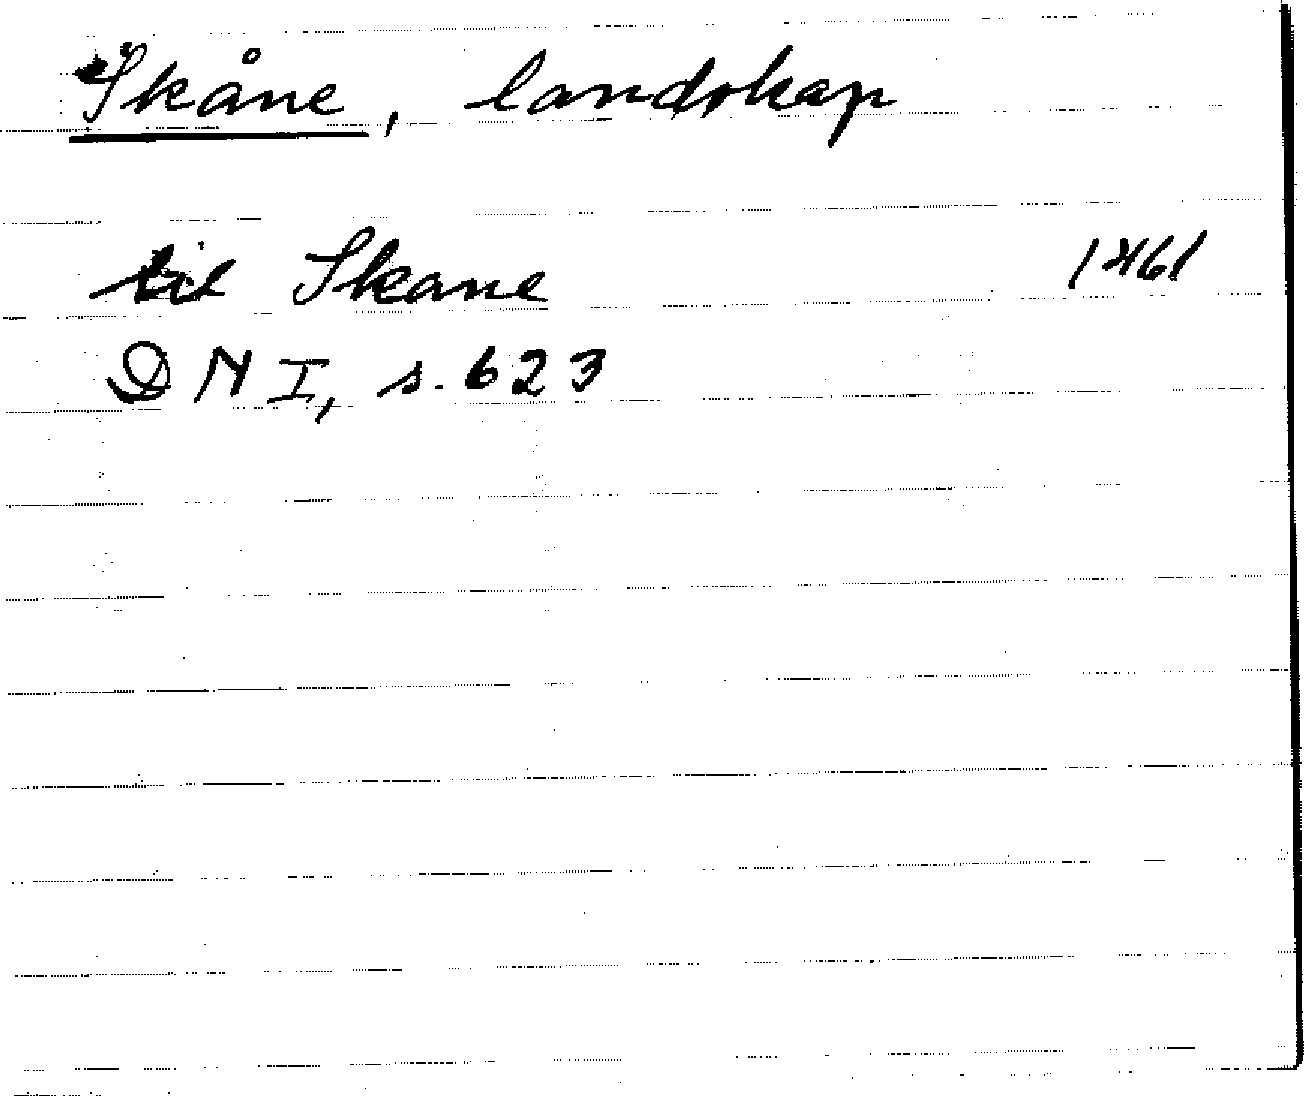 Skåne, landskap
til Skane 1461
DN I, s. 623